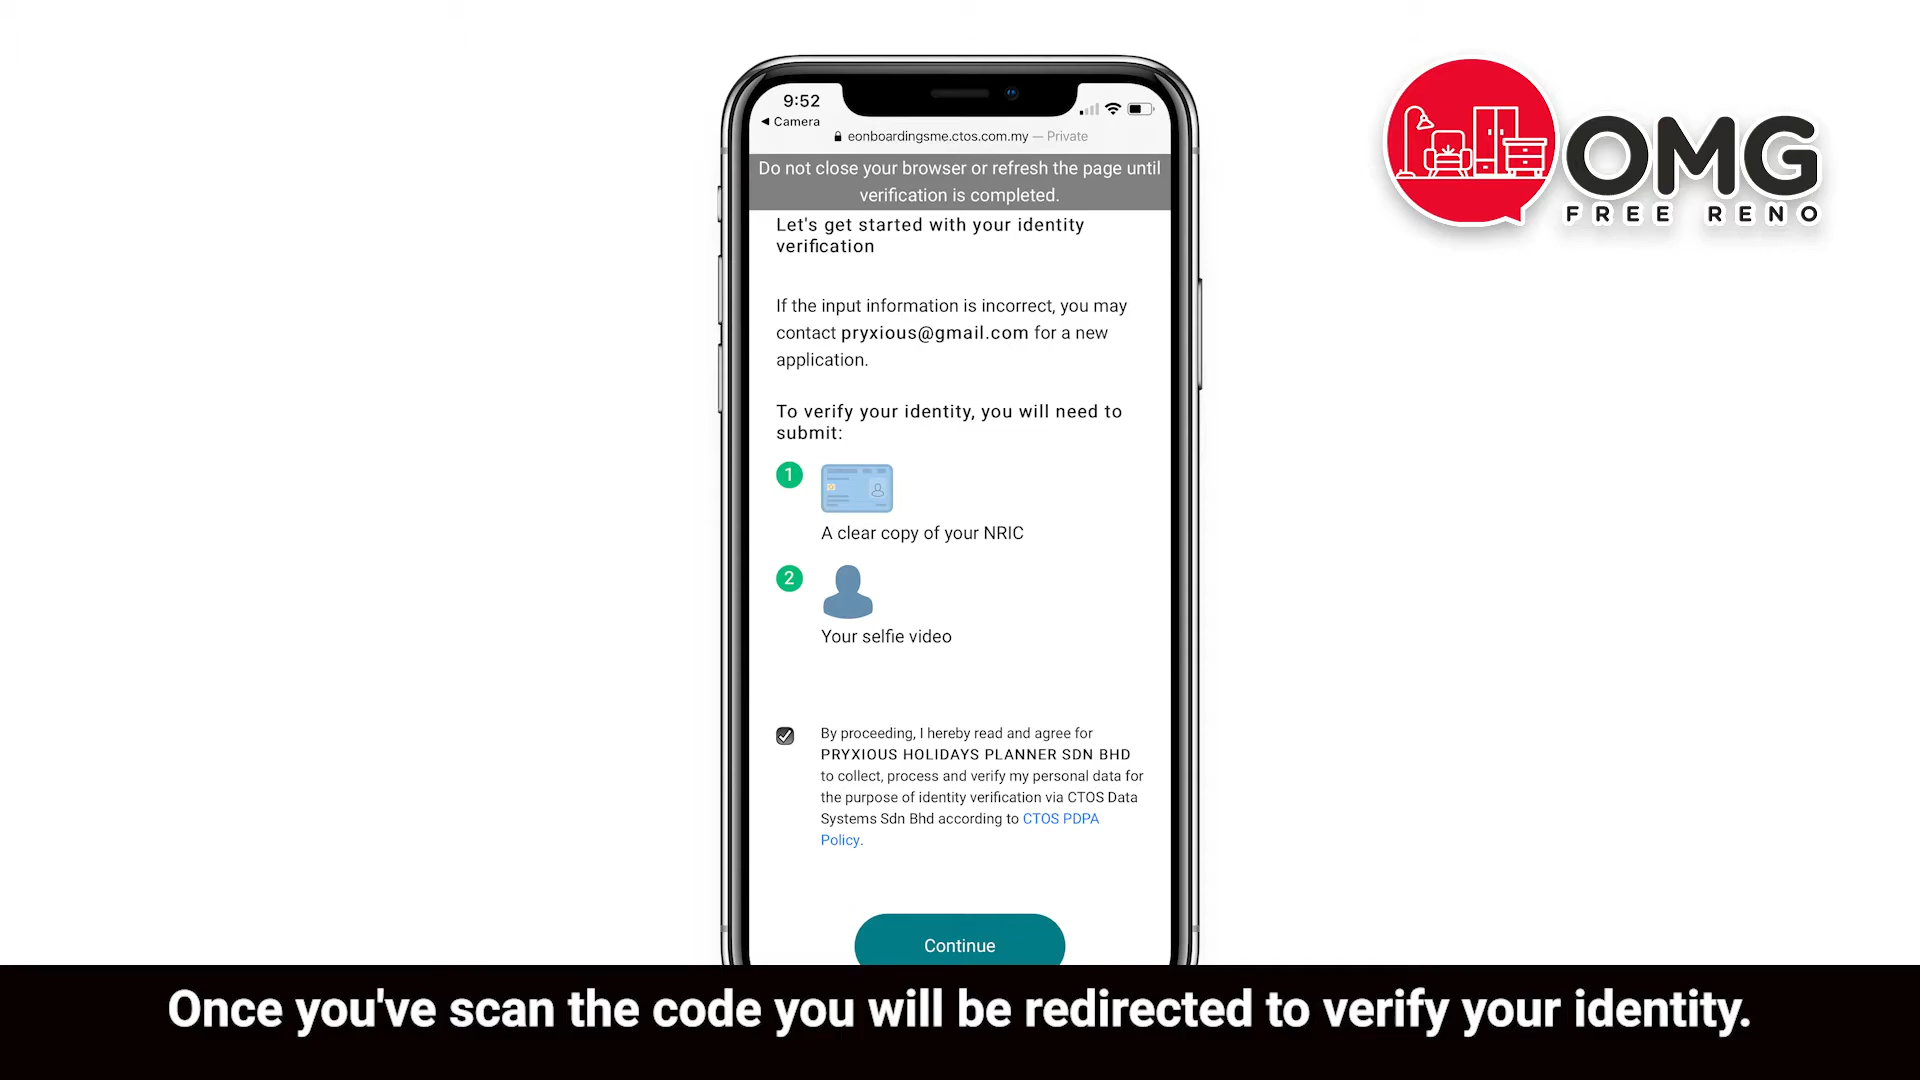 9:52
◀ Camera
eonboardingsme.ctos.com.my — Private
Do not close your browser or refresh the page until
verification is completed.
Let's get started with your identity
verification
If the input information is incorrect, you may
contact pryxious@gmail.com for a new
application.
To verify your identity, you will need to
submit:
1
A clear copy of your NRIC
2
Your selfie video
By proceeding, I hereby read and agree for
PRYXIOUS HOLIDAYS PLANNER SDN BHD
to collect, process and verify my personal data for
the purpose of identity verification via CTOS Data
Systems Sdn Bhd according to CTOS PDPA
Policy.
Continue
OMG
FREE RENO
Once you've scan the code you will be redirected to verify your identity.